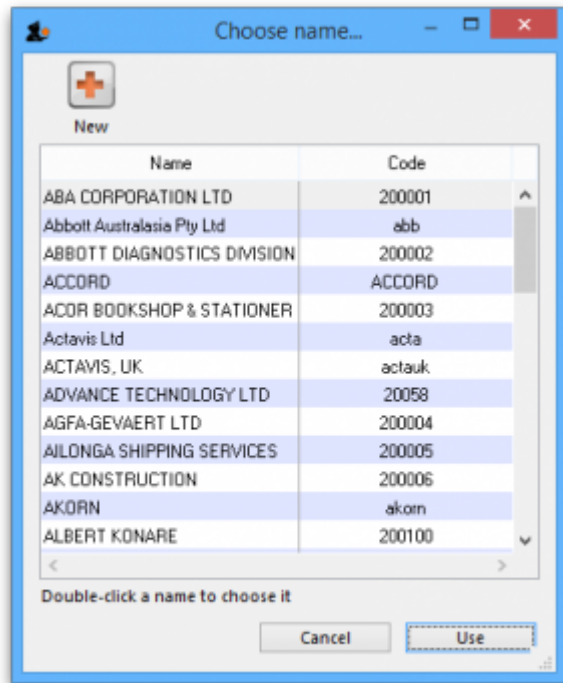 Choose name...
New
Name Code
ABA CORPORATION LTD 200001
Abbott Australasia Pty Ltd abb
ABBOTT DIAGNOSTICS DIVISION 200002
ACCORD ACCORD
ACOR BOOKSHOP & STATIONER 200003
Actavis Ltd acta
ACTAVIS, UK actauk
ADVANCE TECHNOLOGY LTD 20058
AGFA-GEVAERT LTD 200004
AILONGA SHIPPING SERVICES 200005
AK CONSTRUCTION 200006
AKORN akorn
ALBERT KONARE 200100
Double-click a name to choose it
Cancel Use